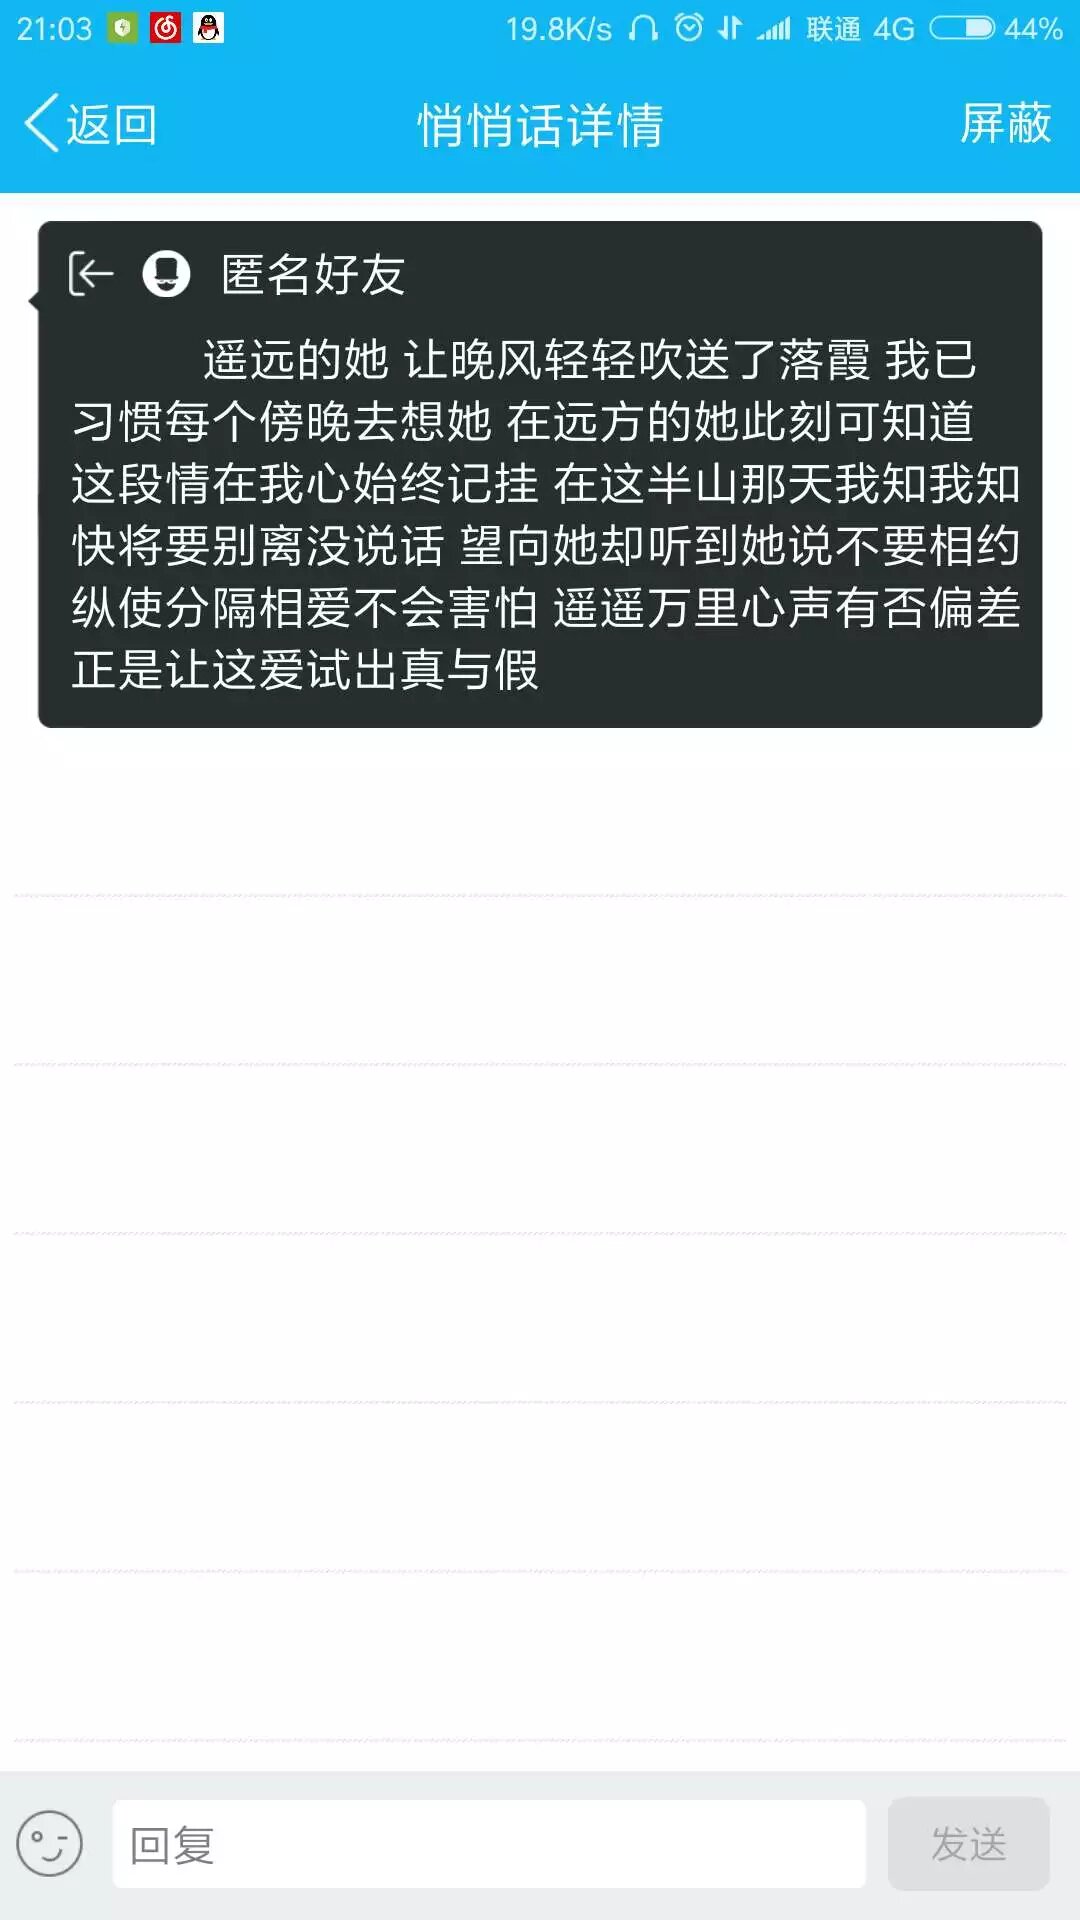 21:03 19.8K/s 联通 4G 44%
返回 悄悄话详情 屏蔽
匿名好友
遥远的她 让晚风轻轻吹送了落霞 我已
习惯每个傍晚去想她 在远方的她此刻可知道
这段情在我心始终记挂 在这半山那天我知我知
快将要别离没说话 望向她却听到她说不要相约
纵使分隔相爱不会害怕 遥遥万里心声有否偏差
正是让这爱试出真与假
回复 发送